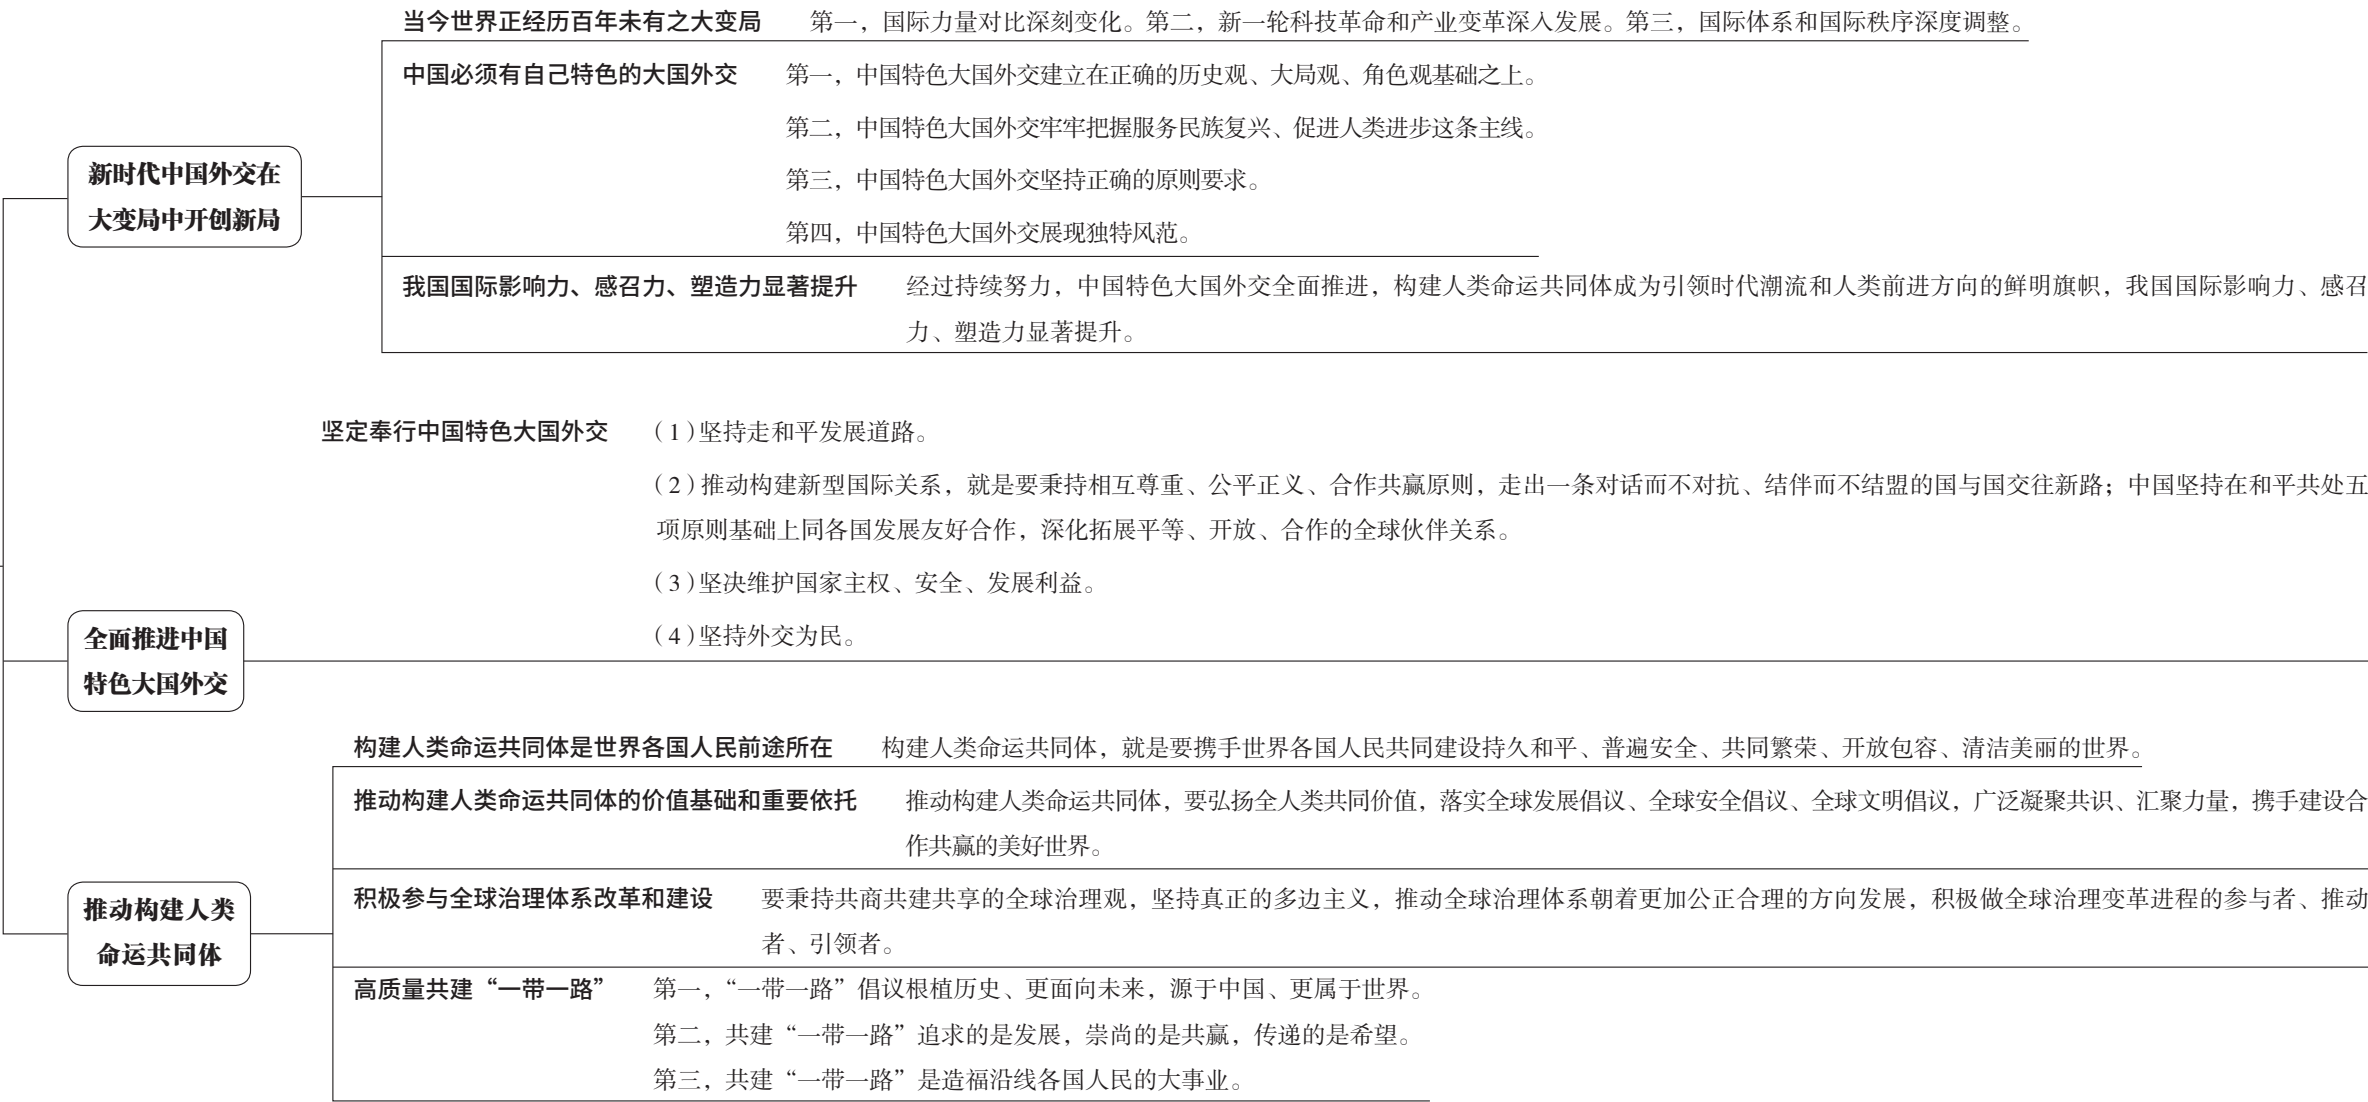 当今世界正经历百年未有之大变局 第一，国际力量对比深刻变化。第二，新一轮科技革命和产业变革深入发展。第三，国际体系和国际秩序深度调整。
中国必须有自己特色的大国外交 第一，中国特色大国外交建立在正确的历史观、大局观、角色观基础之上。
第二，中国特色大国外交牢牢把握服务民族复兴、促进人类进步这条主线。
新时代中国外交在
大变局中开创新局
第三，中国特色大国外交坚持正确的原则要求。
第四，中国特色大国外交展现独特风范。
我国国际影响力、感召力、塑造力显著提升 经过持续努力，中国特色大国外交全面推进，构建人类命运共同体成为引领时代潮流和人类前进方向的鲜明旗帜，我国国际影响力、感召
力、塑造力显著提升。
坚定奉行中国特色大国外交 （1）坚持走和平发展道路。
（2）推动构建新型国际关系，就是要秉持相互尊重、公平正义、合作共赢原则，走出一条对话而不对抗、结伴而不结盟的国与国交往新路；中国坚持在和平共处五
项原则基础上同各国发展友好合作，深化拓展平等、开放、合作的全球伙伴关系。
（3）坚决维护国家主权、安全、发展利益。
（4）坚持外交为民。
全面推进中国
特色大国外交
构建人类命运共同体是世界各国人民前途所在 构建人类命运共同体，就是要携手世界各国人民共同建设持久和平、普遍安全、共同繁荣、开放包容、清洁美丽的世界。
推动构建人类命运共同体的价值基础和重要依托 推动构建人类命运共同体，要弘扬全人类共同价值，落实全球发展倡议、全球安全倡议、全球文明倡议，广泛凝聚共识、汇聚力量，携手建设合
作共赢的美好世界。
推动构建人类
命运共同体
积极参与全球治理体系改革和建设 要秉持共商共建共享的全球治理观，坚持真正的多边主义，推动全球治理体系朝着更加公正合理的方向发展，积极做全球治理变革进程的参与者、推动
者、引领者。
高质量共建“一带一路” 第一，“一带一路”倡议根植历史、更面向未来，源于中国、更属于世界。
第二，共建“一带一路”追求的是发展，崇尚的是共赢，传递的是希望。
第三，共建“一带一路”是造福沿线各国人民的大事业。